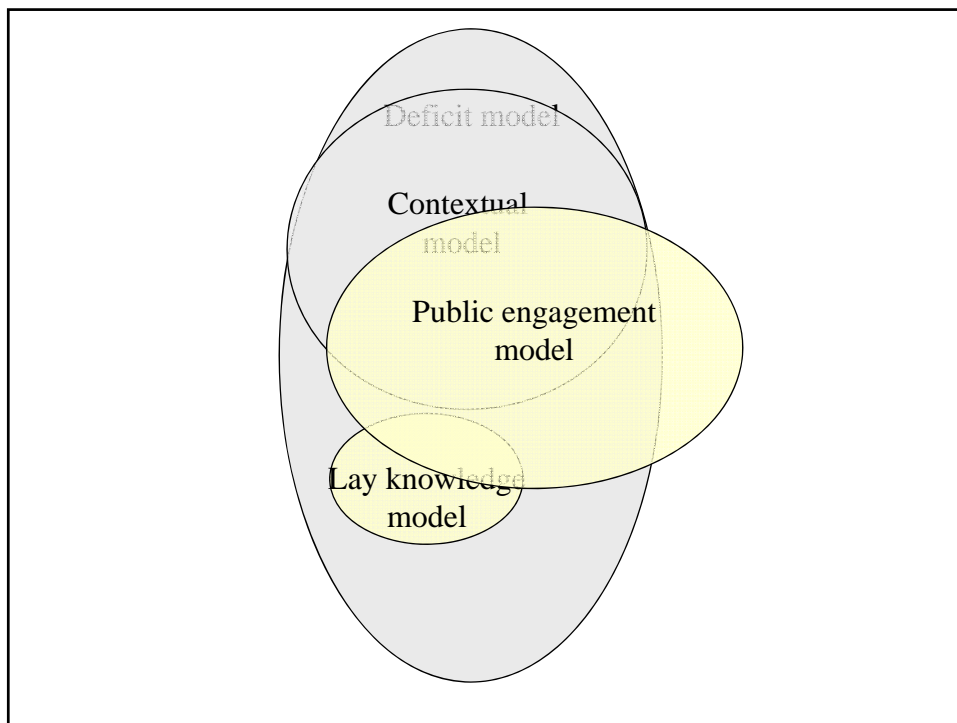 Deficit model
Contextual
model
Public engagement
model
Lay knowledge
model